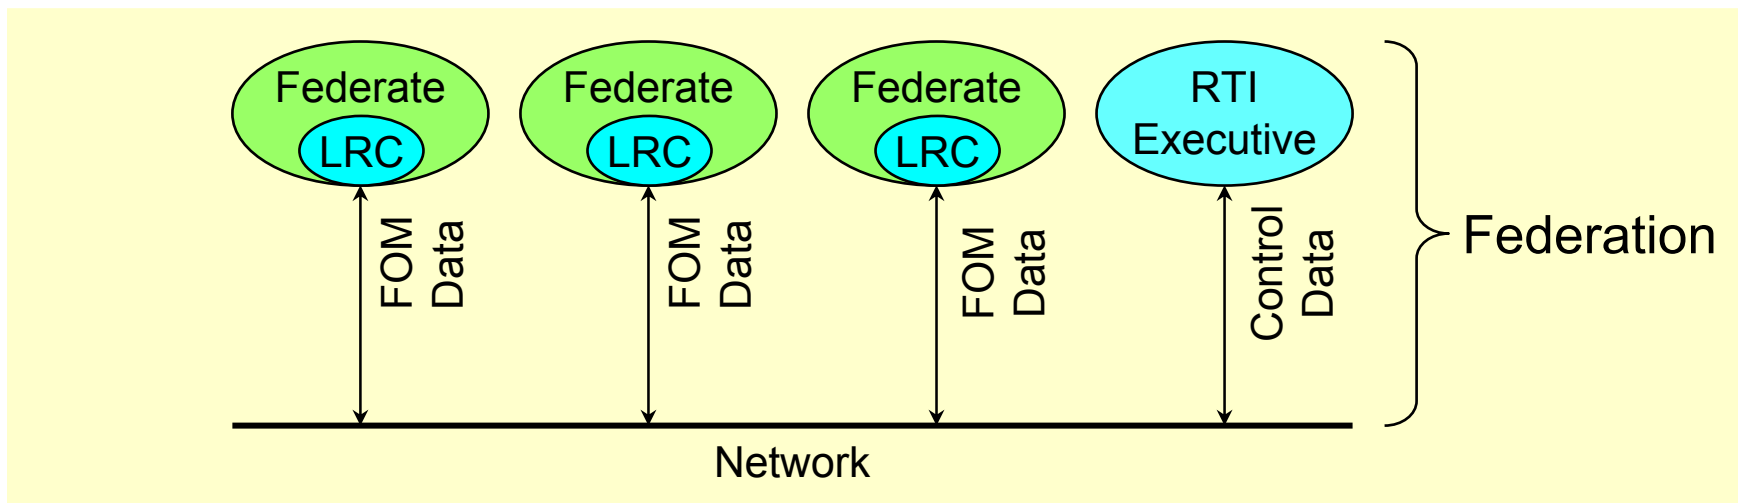 Federate
LRC
Federate
LRC
Federate
LRC
RTI
Executive
FOM
Data
FOM
Data
FOM
Data
Control
Data
Federation
Network